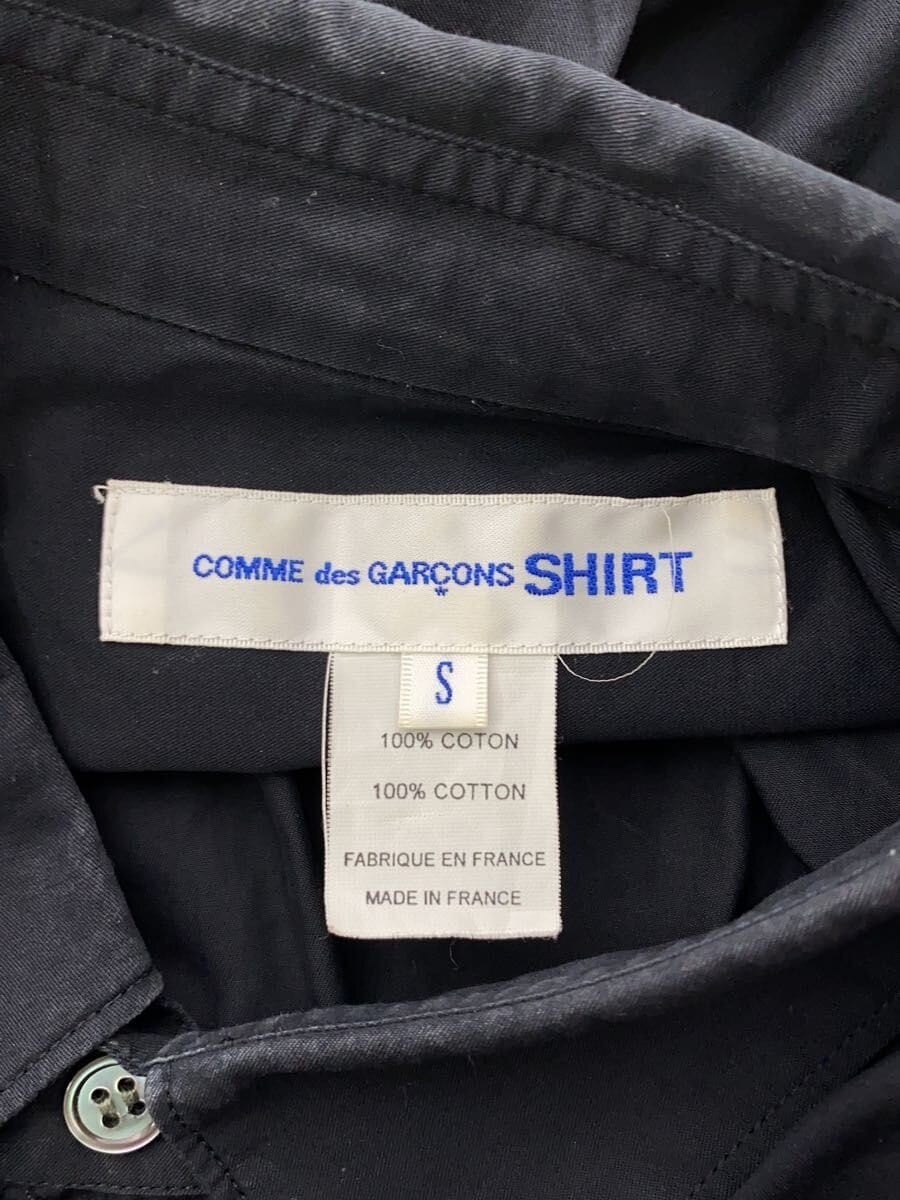 COMME des GARÇONS SHIRT
*
S
100% COTON
100% COTTON
FABRIQUE EN FRANCE
MADE IN FRANCE